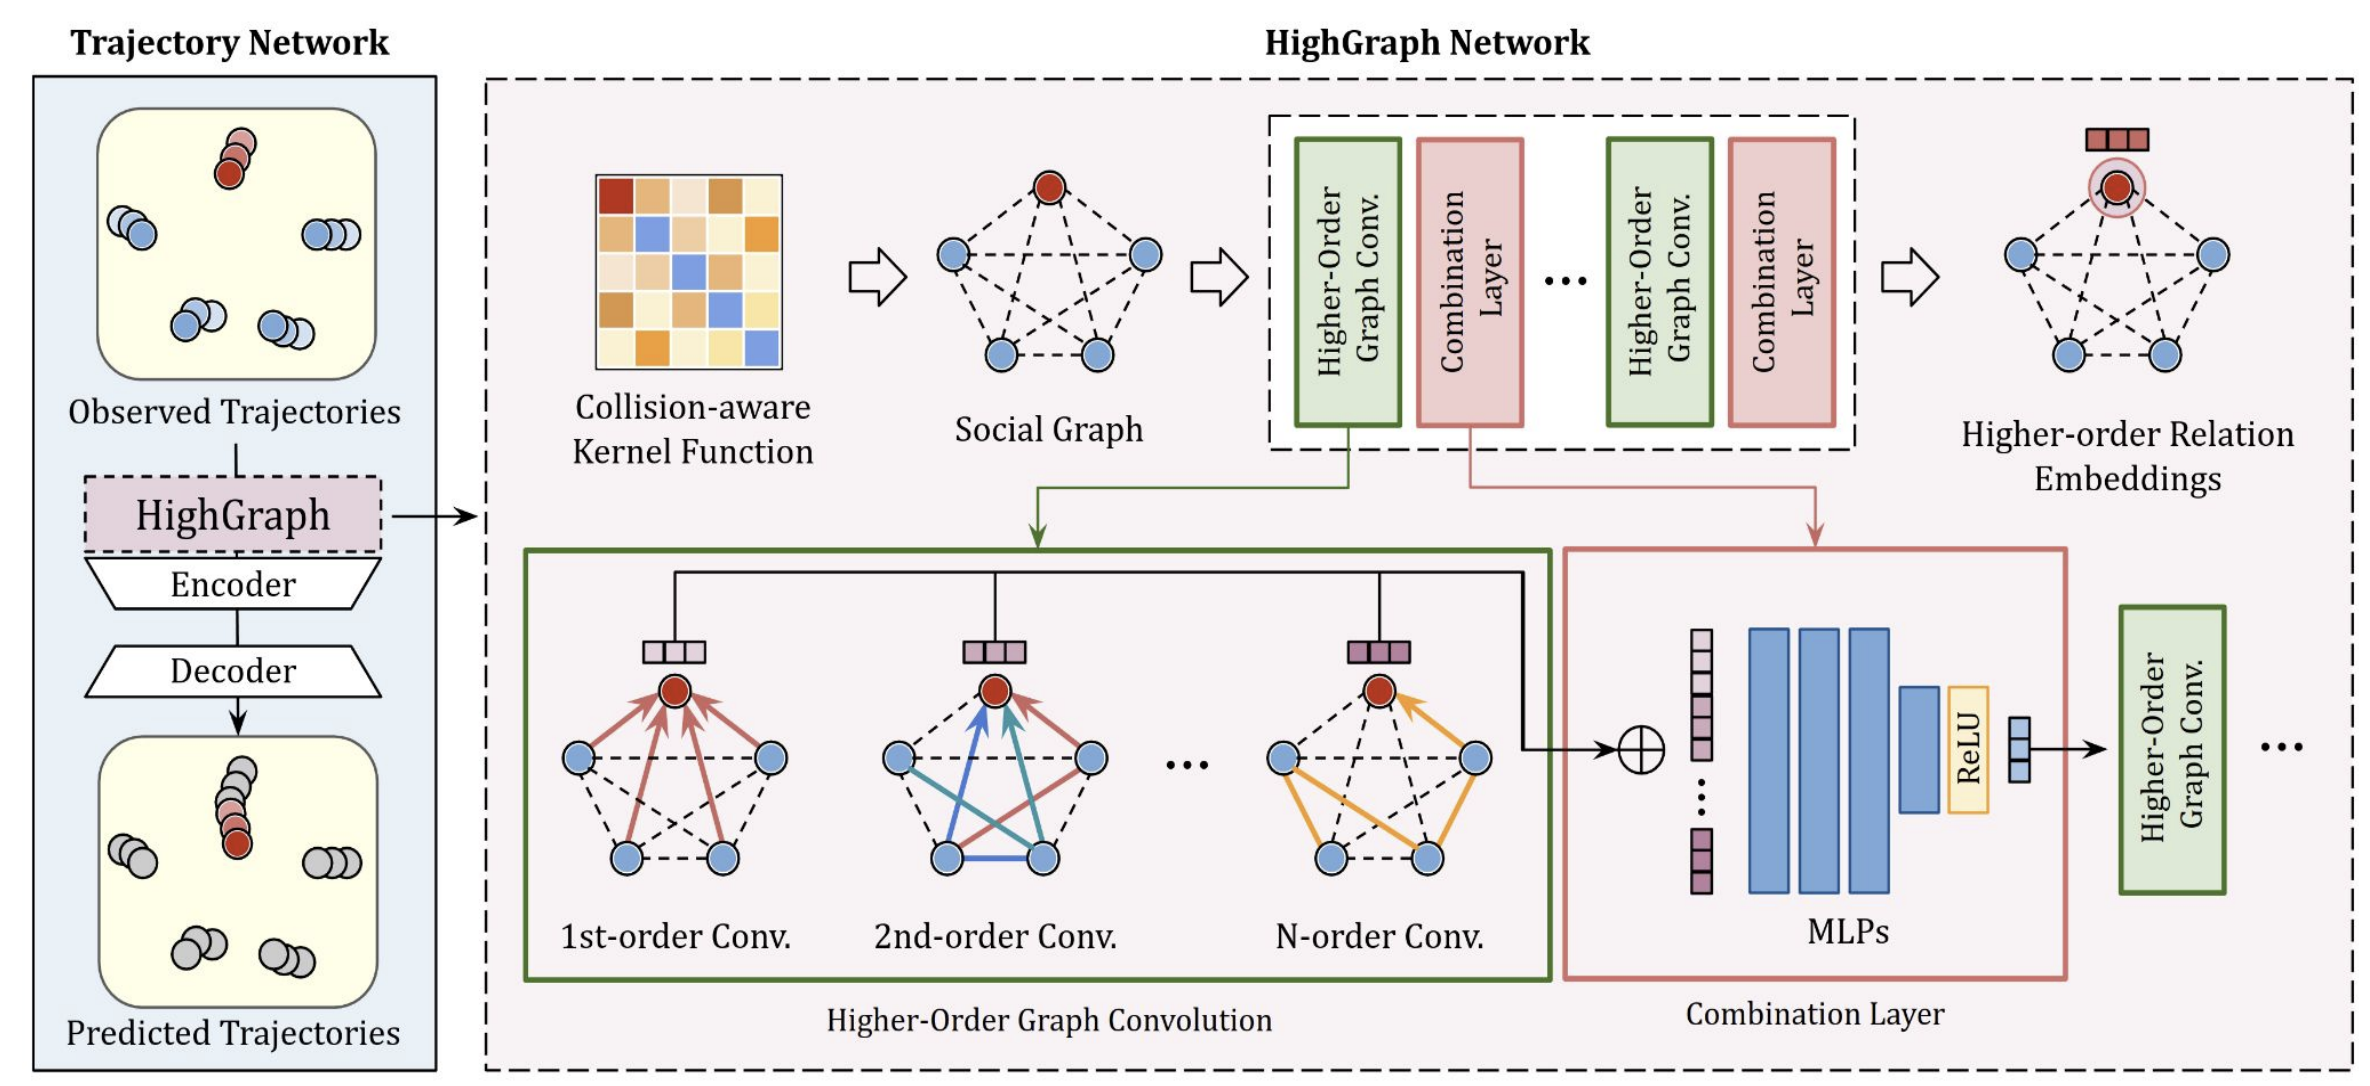 Trajectory Network
Observed Trajectories
HighGraph
Encoder
Decoder
Predicted Trajectories
HighGraph Network
Collision-aware
Kernel Function
Social Graph
Higher-Order
Graph Conv.
Combination
Layer
...
Higher-Order
Graph Conv.
Combination
Layer
Higher-order Relation
Embeddings
1st-order Conv.
2nd-order Conv.
...
N-order Conv.
Higher-Order Graph Convolution
MLPs
ReLU
Combination Layer
Higher-Order
Graph Conv.
...